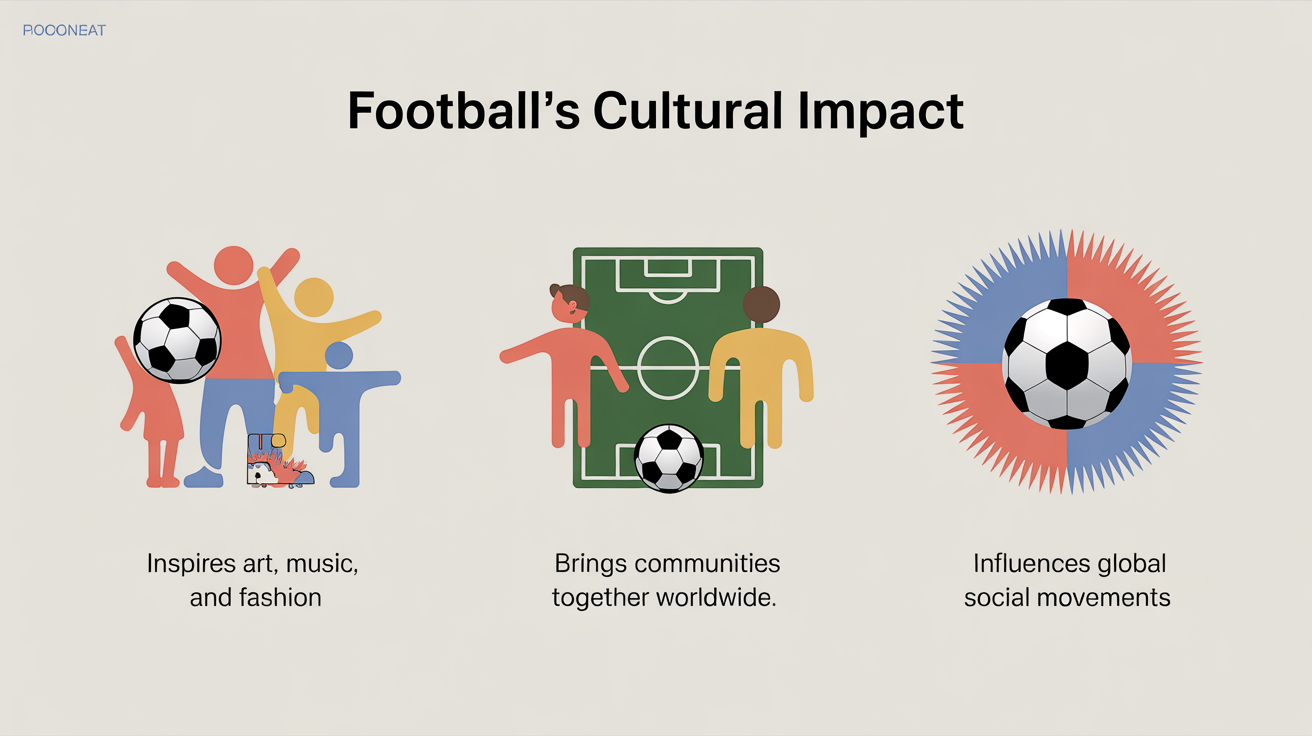 POOONEAT
Football's Cultural Impact
Inspires art, music,
and fashion
Brings communities
together worldwide.
Influences global
social movements